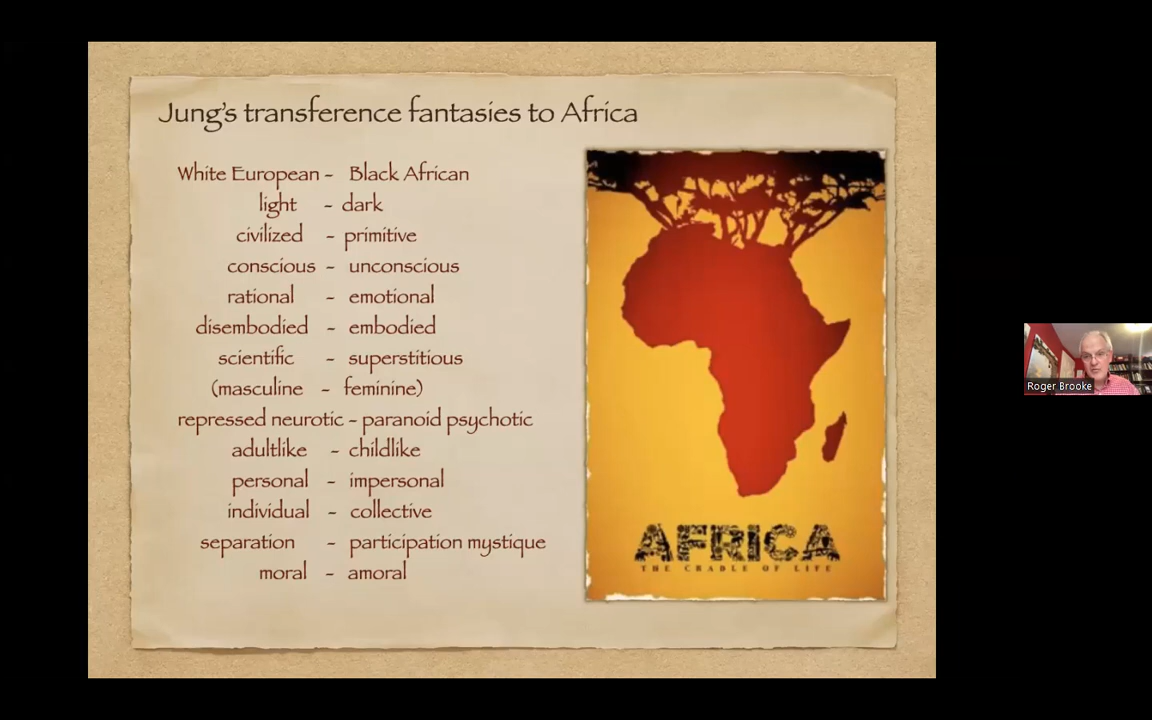 Jung's transference fantasies to Africa
White European - Black African
light - dark
civilized - primitive
conscious - unconscious
rational - emotional
disembodied - embodied
scientific - superstitious
(masculine - feminine)
repressed neurotic - paranoid psychotic
adultlike - childlike
personal - impersonal
individual - collective
separation - participation mystique
moral - amoral
AFRICA
THE CRADLE OF LIFE
Roger Brooke